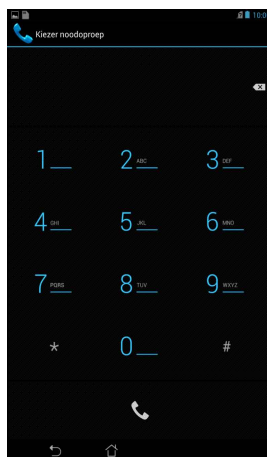 10:0
Kiezer noodoproep
1
2 ABC
3 DEF
4 GHI
5 JKL
6 MNO
7 PQRS
8 TUV
9 WXYZ
*
0
#